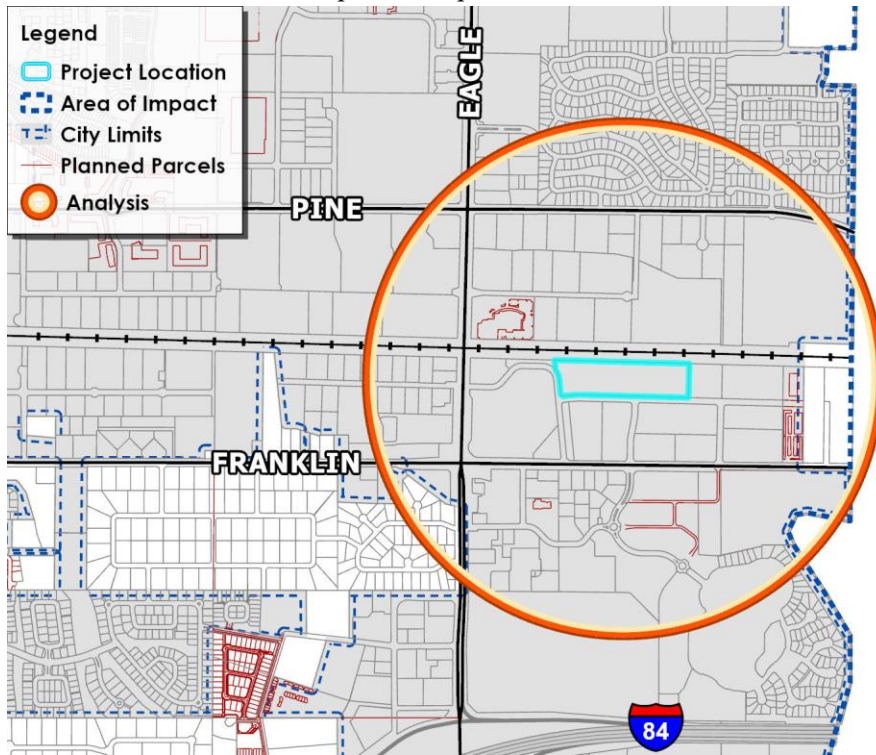 Legend
Project Location
Area of Impact
City Limits
Planned Parcels
Analysis
EAGLE
PINE
FRANKLIN
84